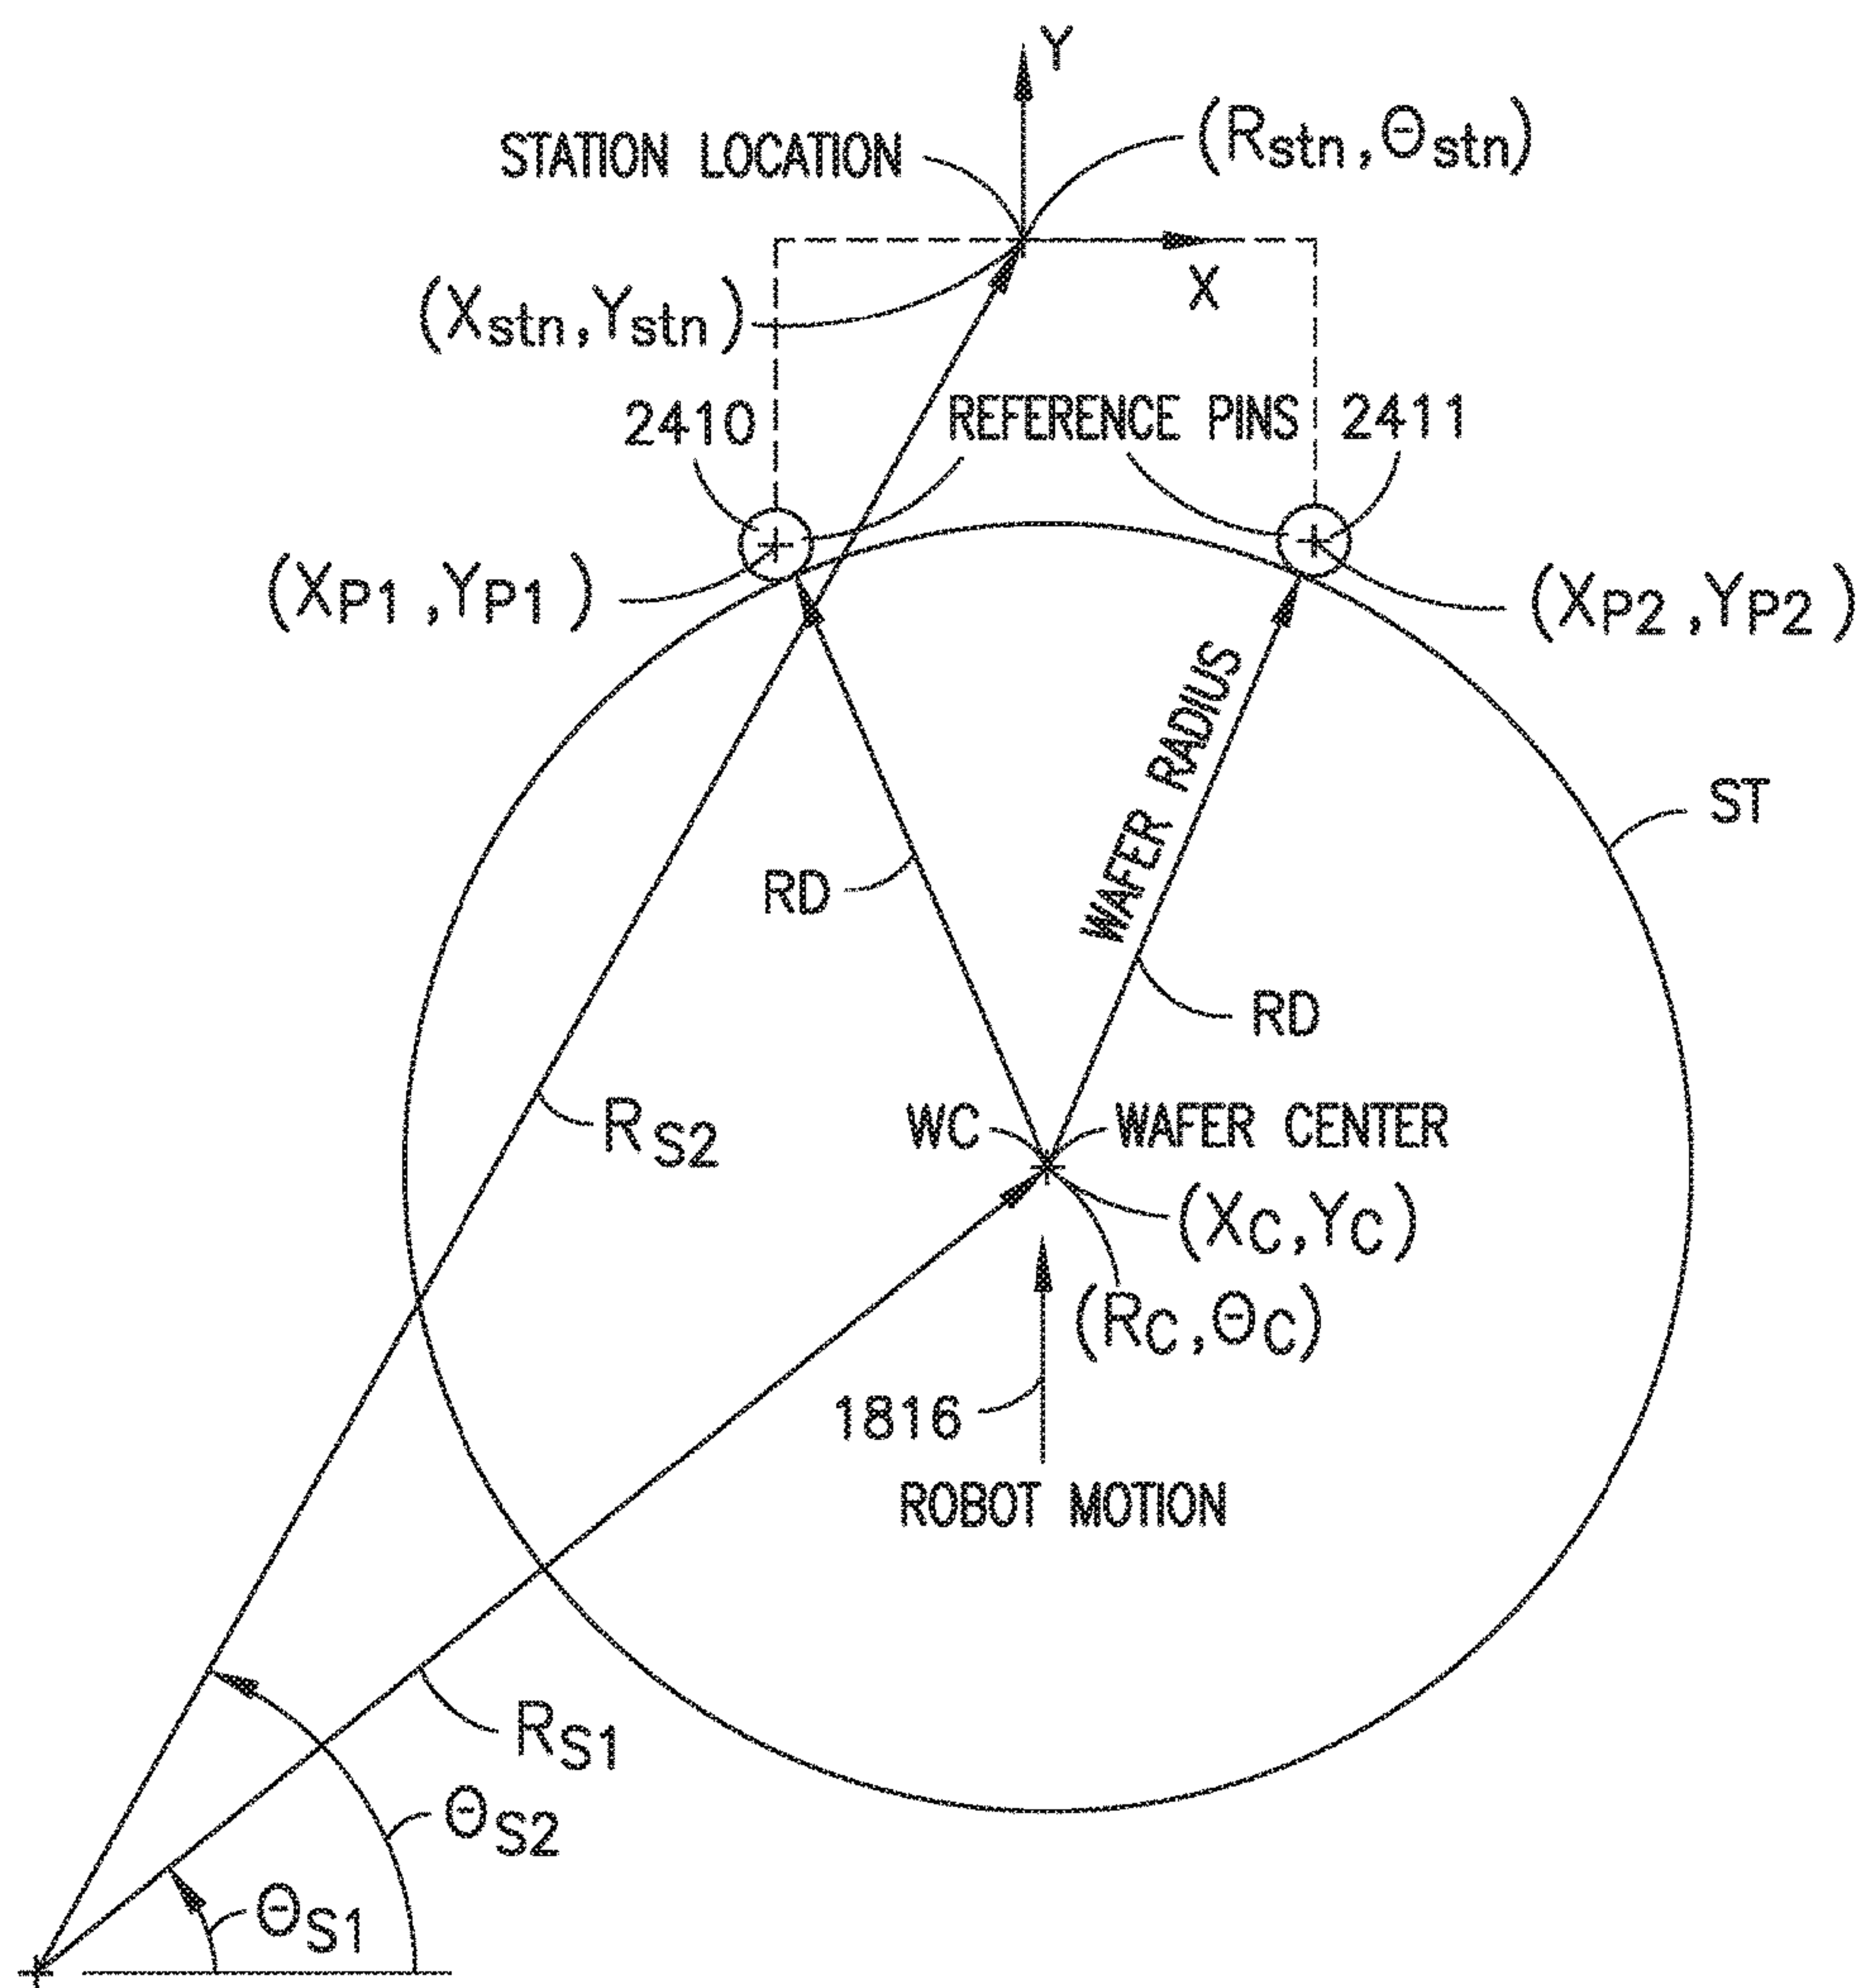 Y
STATION LOCATION
(Rstn,Θstn)
X
(Xstn,Ystn)
2410
REFERENCE PINS
2411
(XP1,YP1)
(XP2,YP2)
WAFER RADIUS
ST
RD
RD
RS2
WC
WAFER CENTER
(XC,YC)
(RC,ΘC)
1816
ROBOT MOTION
RS1
ΘS2
ΘS1